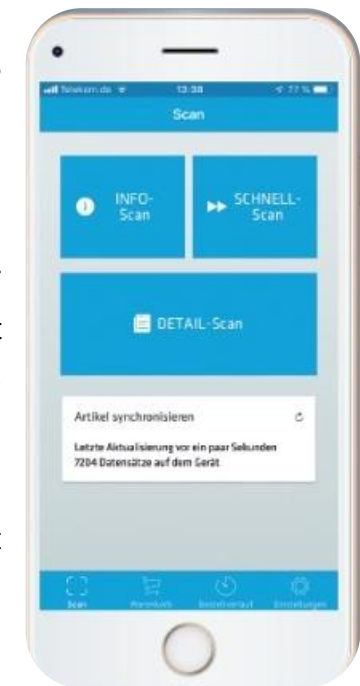 Telekom.de 13:38 77 %
Scan
INFO-
Scan
SCHNELL-
Scan
DETAIL-Scan
Artikel synchronisieren
Letzte Aktualisierung vor ein paar Sekunden
7204 Datensätze auf dem Gerät
Scan Warenkorb Bestellverlauf Einstellungen